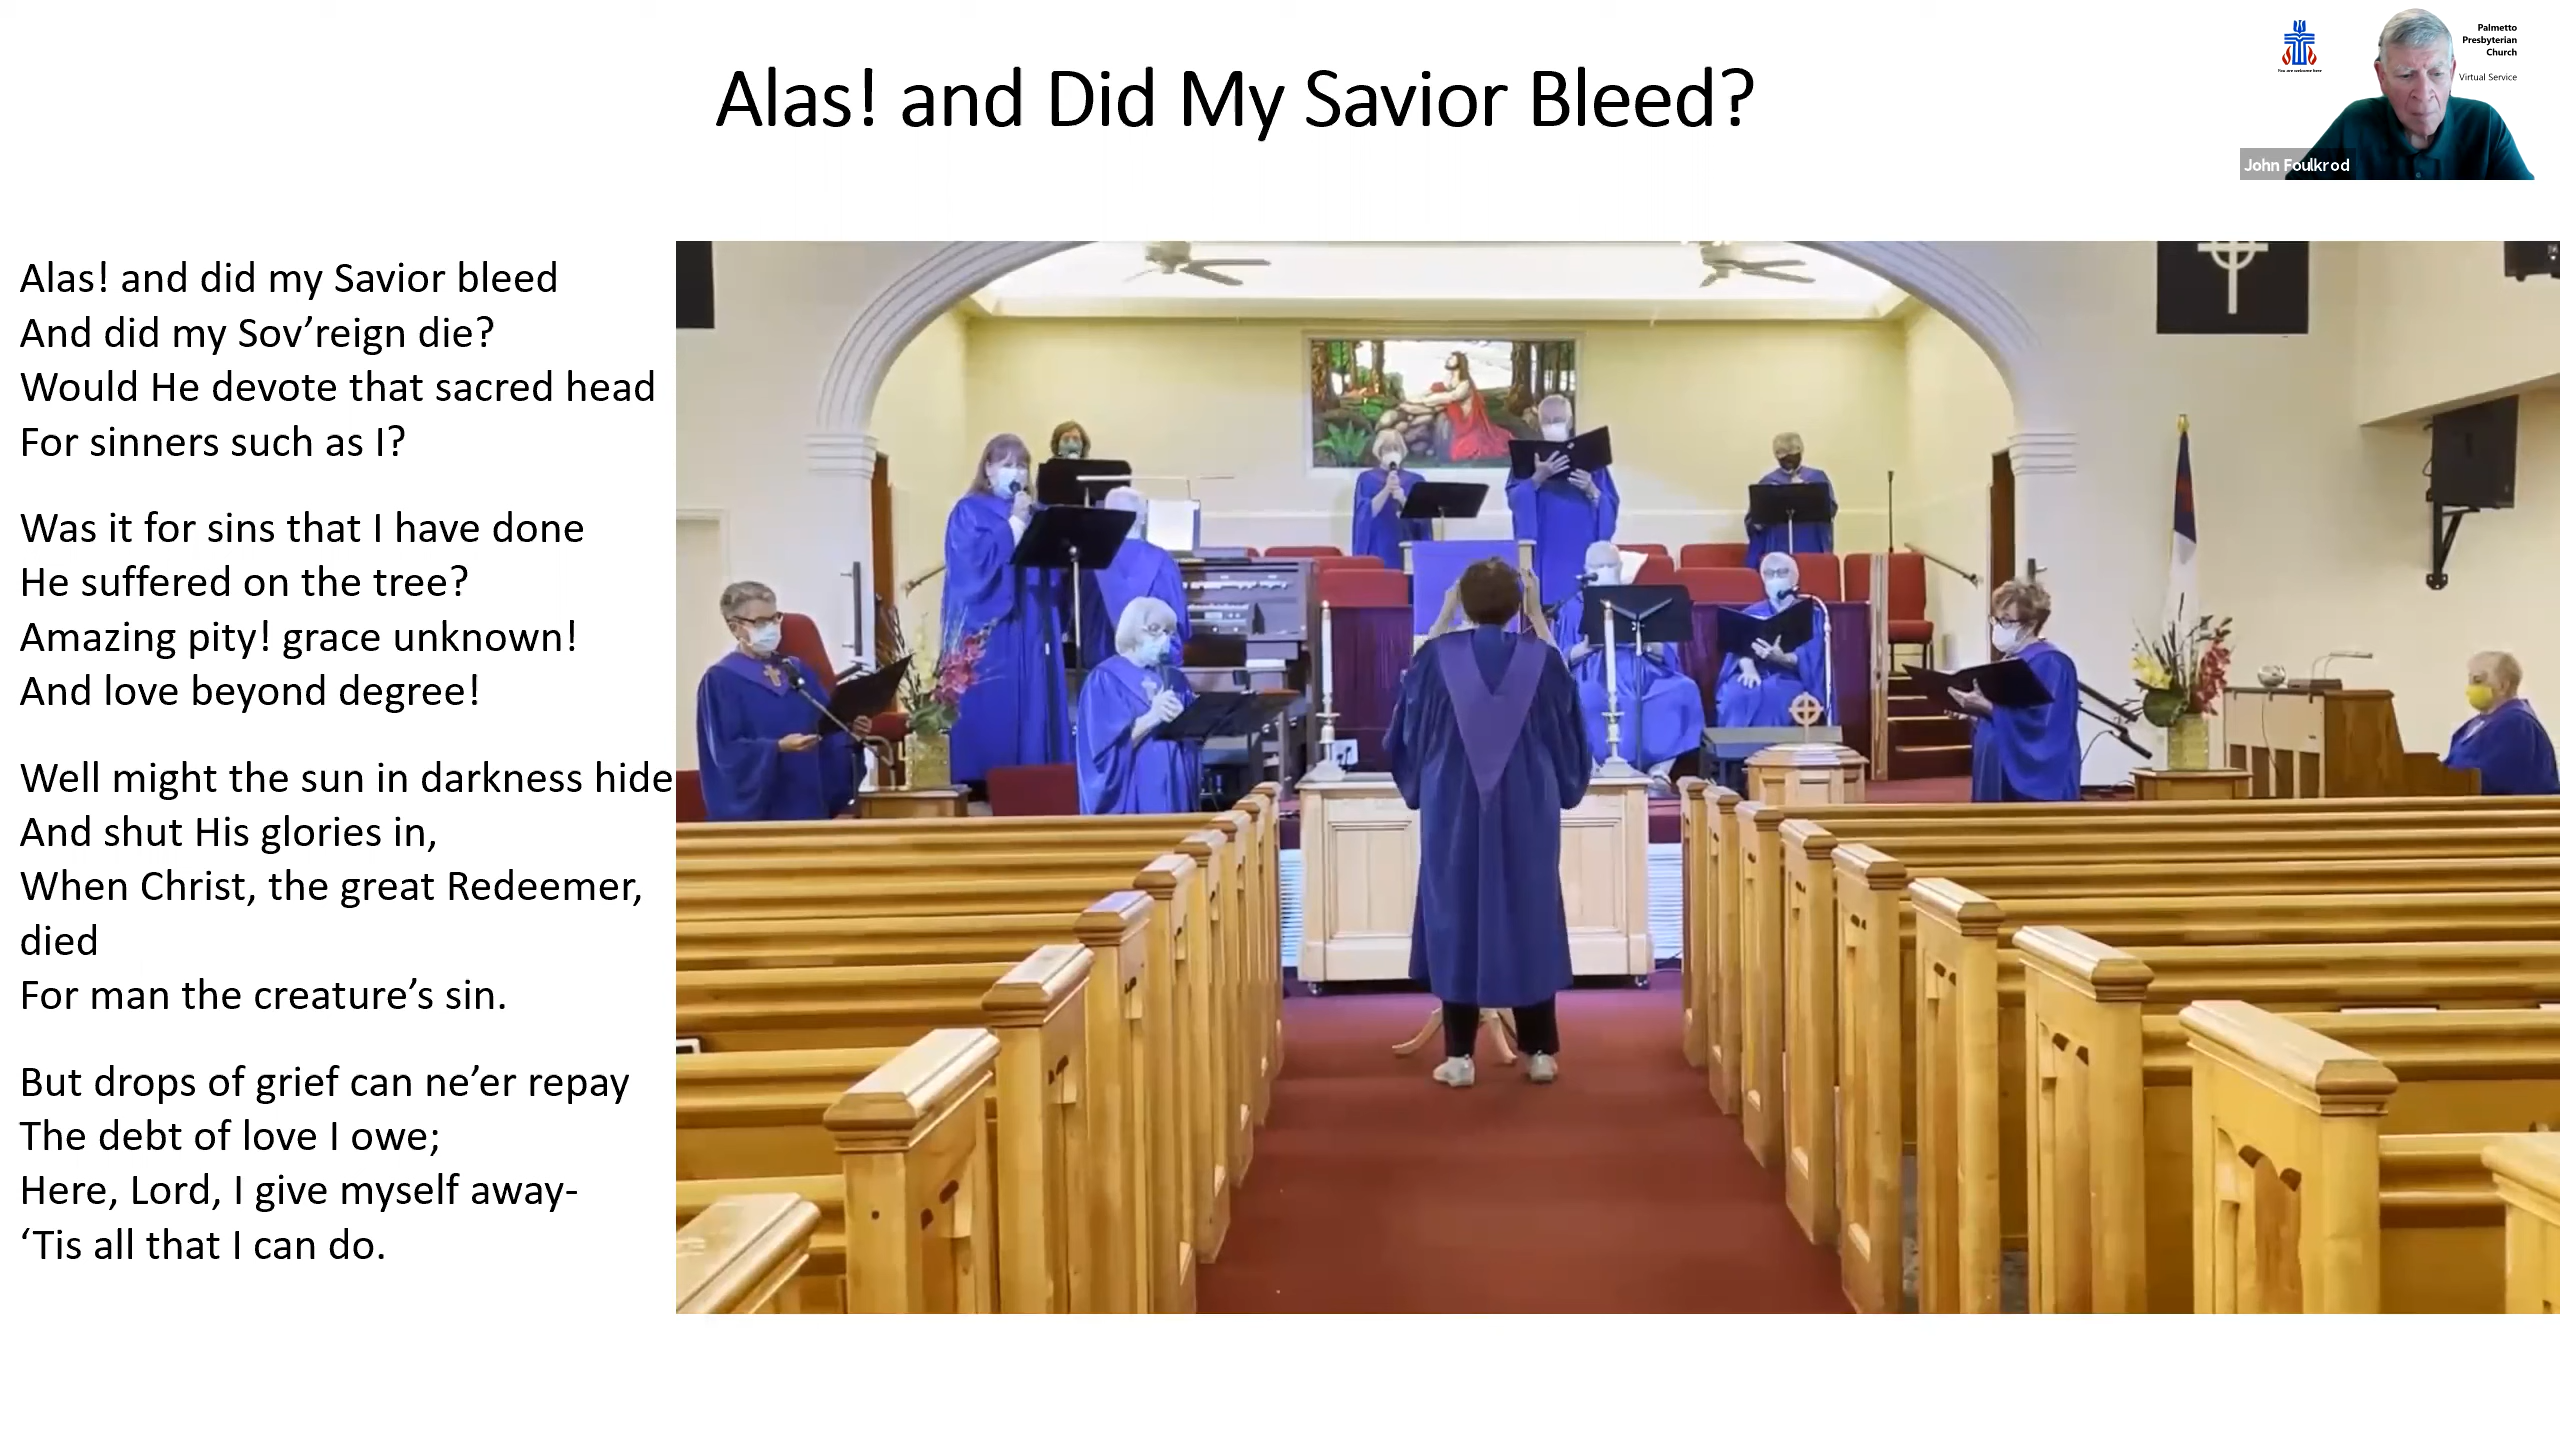 Alas! and Did My Savior Bleed?
Palmetto
Presbyterian
Church
You are welcome here
Virtual Service
John Foulkrod
Alas! and did my Savior bleed
And did my Sov’reign die?
Would He devote that sacred head
For sinners such as I?
Was it for sins that I have done
He suffered on the tree?
Amazing pity! grace unknown!
And love beyond degree!
Well might the sun in darkness hide
And shut His glories in,
When Christ, the great Redeemer,
died
For man the creature’s sin.
But drops of grief can ne’er repay
The debt of love I owe;
Here, Lord, I give myself away-
‘Tis all that I can do.